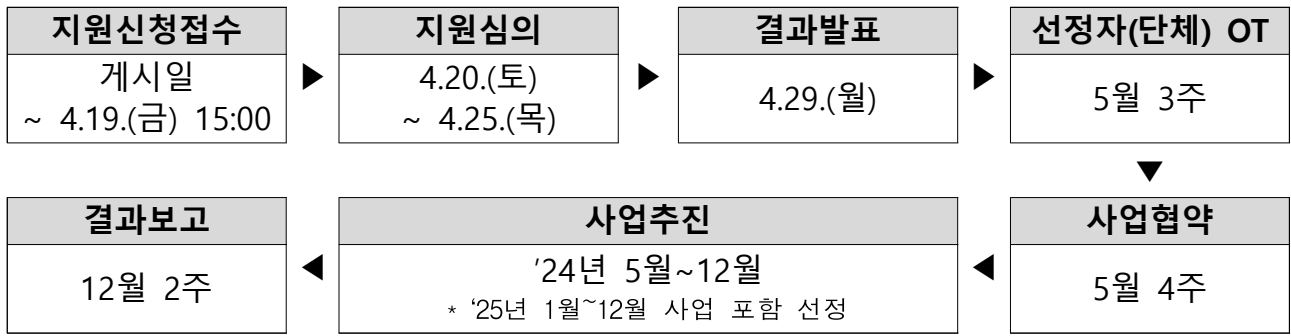 지원신청접수
게시일
~ 4.19.(금) 15:00
▶
지원심의
4.20.(토)
~ 4.25.(목)
▶
결과발표
4.29.(월)
▶
선정자(단체) OT
5월 3주
▼
사업협약
5월 4주
◀
사업추진
’24년 5월~12월
* ‘25년 1월~12월 사업 포함 선정
◀
결과보고
12월 2주